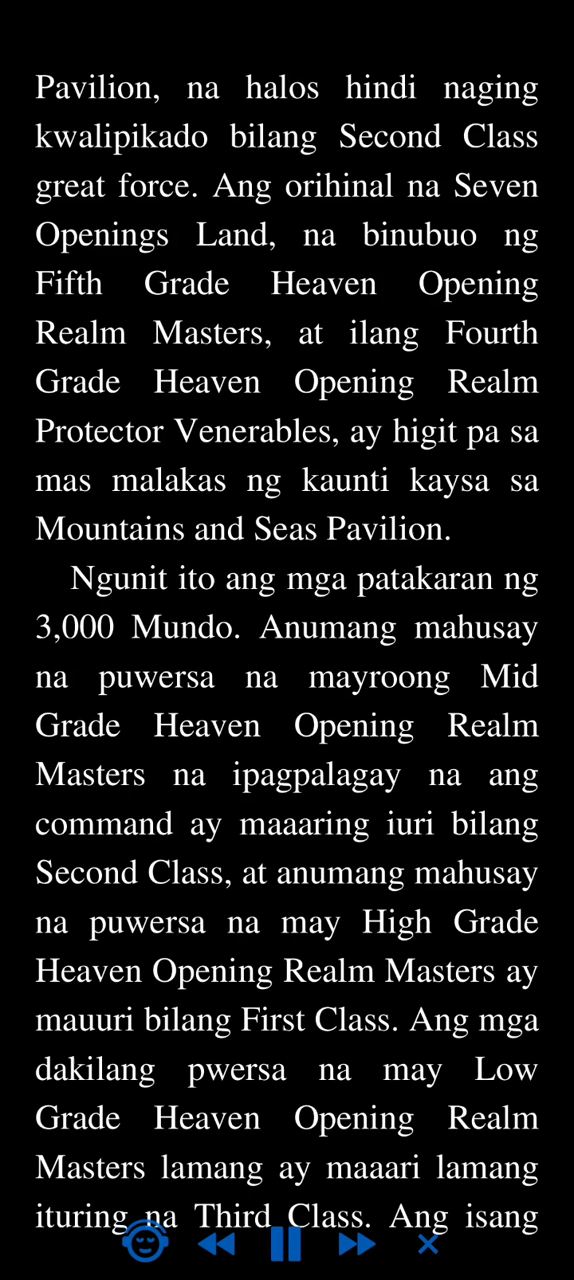 Pavilion, na halos hindi naging
kwalipikado bilang Second Class
great force. Ang orihinal na Seven
Openings Land, na binubuo ng
Fifth Grade Heaven Opening
Realm Masters, at ilang Fourth
Grade Heaven Opening Realm
Protector Venerables, ay higit pa sa
mas malakas ng kaunti kaysa sa
Mountains and Seas Pavilion.
Ngunit ito ang mga patakaran ng
3,000 Mundo. Anumang mahusay
na puwersa na mayroong Mid
Grade Heaven Opening Realm
Masters na ipagpalagay na ang
command ay maaaring iuri bilang
Second Class, at anumang mahusay
na puwersa na may High Grade
Heaven Opening Realm Masters ay
mauuri bilang First Class. Ang mga
dakilang pwersa na may Low
Grade Heaven Opening Realm
Masters lamang ay maaari lamang
ituring na Third Class. Ang isang